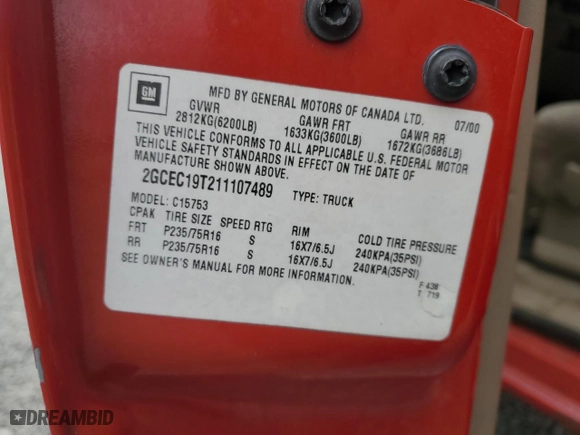 GM
MFD BY GENERAL MOTORS OF CANADA LTD.
07/00
GVWR GAWR FRT GAWR RR
2812KG(6200LB) 1633KG(3600LB) 1672KG(3686LB)
THIS VEHICLE CONFORMS TO ALL APPLICABLE U.S. FEDERAL MOTOR
VEHICLE SAFETY STANDARDS IN EFFECT ON THE DATE OF
MANUFACTURE SHOWN ABOVE.
2GCEC19T211107489 TYPE: TRUCK
MODEL: C15753
CPAK TIRE SIZE SPEED RTG RIM COLD TIRE PRESSURE
FRT P235/75R16 S 16X7/6.5J 240KPA(35PSI)
RR P235/75R16 S 16X7/6.5J 240KPA(35PSI)
SEE OWNER'S MANUAL FOR MORE INFORMATION.
F 438
T 719
DREAMBID